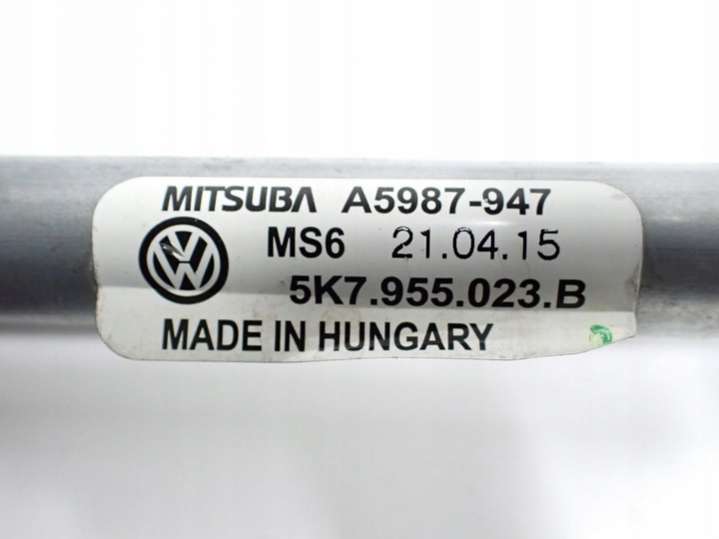 MITSUBA A5987-947
MS6 21.04.15
5K7.955.023.B
MADE IN HUNGARY